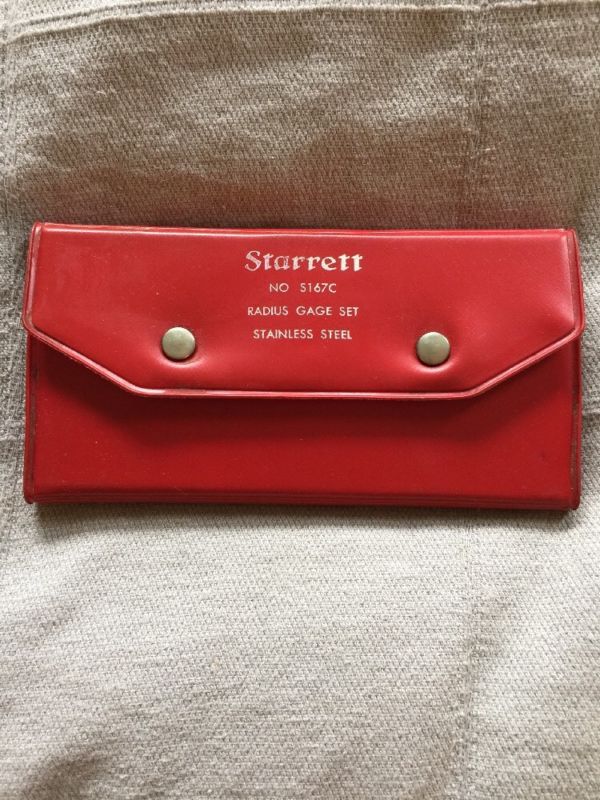 Starrett
NO S167C
RADIUS GAGE SET
STAINLESS STEEL